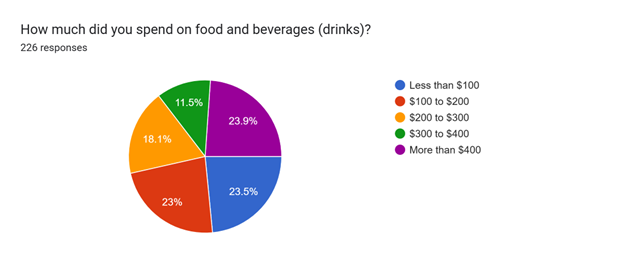 How much did you spend on food and beverages (drinks)?
226 responses
Less than $100
$100 to $200
$200 to $300
$300 to $400
More than $400
11.5%
23.9%
18.1%
23%
23.5%